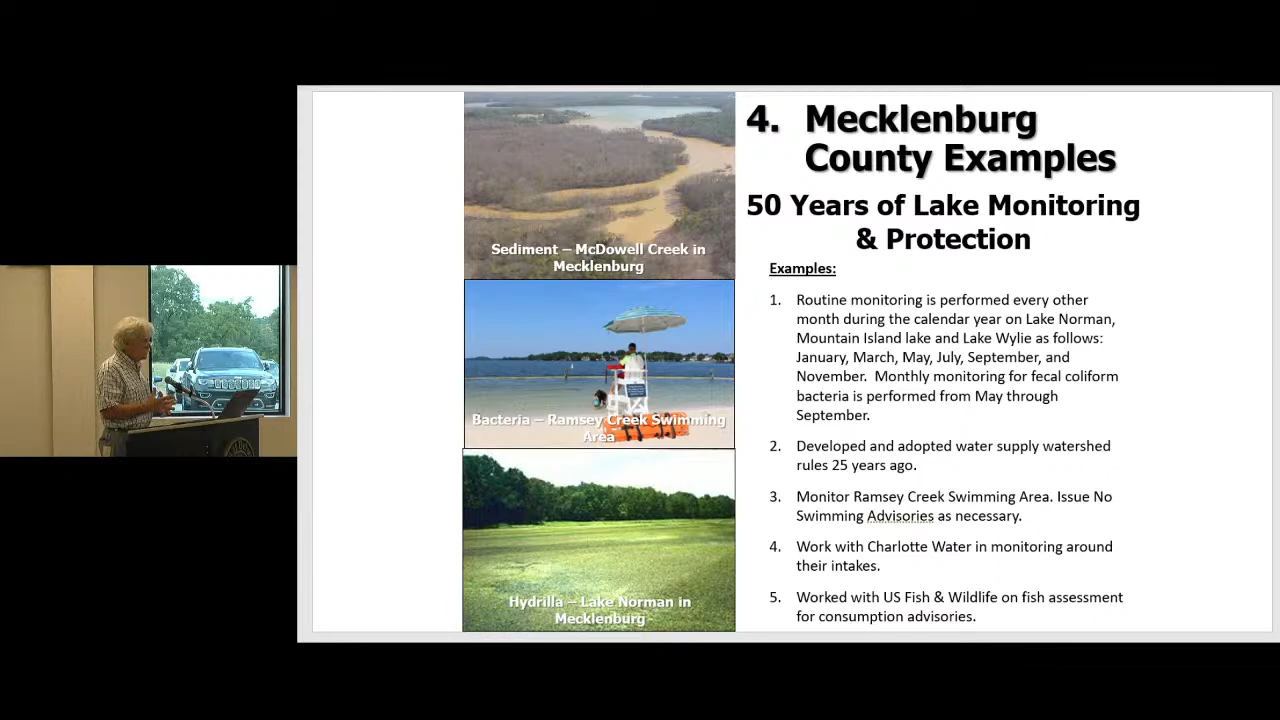 4. Mecklenburg
County Examples
50 Years of Lake Monitoring
& Protection
Examples:
1. Routine monitoring is performed every other
month during the calendar year on Lake Norman,
Mountain Island lake and Lake Wylie as follows:
January, March, May, July, September, and
November. Monthly monitoring for fecal coliform
bacteria is performed from May through
September.
2. Developed and adopted water supply watershed
rules 25 years ago.
3. Monitor Ramsey Creek Swimming Area. Issue No
Swimming Advisories as necessary.
4. Work with Charlotte Water in monitoring around
their intakes.
5. Worked with US Fish & Wildlife on fish assessment
for consumption advisories.
Sediment – McDowell Creek in
Mecklenburg
Bacteria – Ramsey Creek Swimming
Area
Hydrilla – Lake Norman in
Mecklenburg